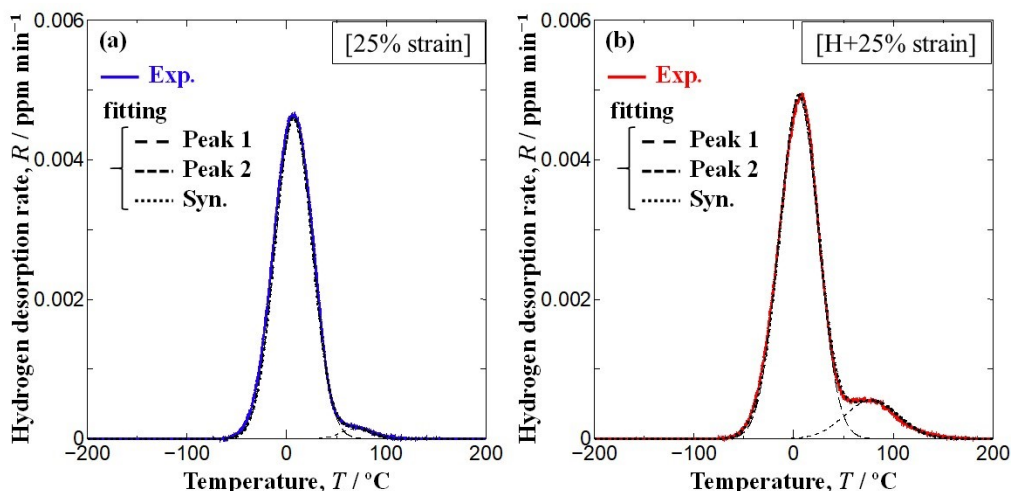 (a)
[25% strain]
Exp.
fitting
Peak 1
Peak 2
Syn.
Hydrogen desorption rate, R / ppm min⁻¹
0.006
0.004
0.002
0
−200
−100
0
100
200
Temperature, T / ºC
(b)
[H+25% strain]
Exp.
fitting
Peak 1
Peak 2
Syn.
Hydrogen desorption rate, R / ppm min⁻¹
0.006
0.004
0.002
0
−200
−100
0
100
200
Temperature, T / ºC